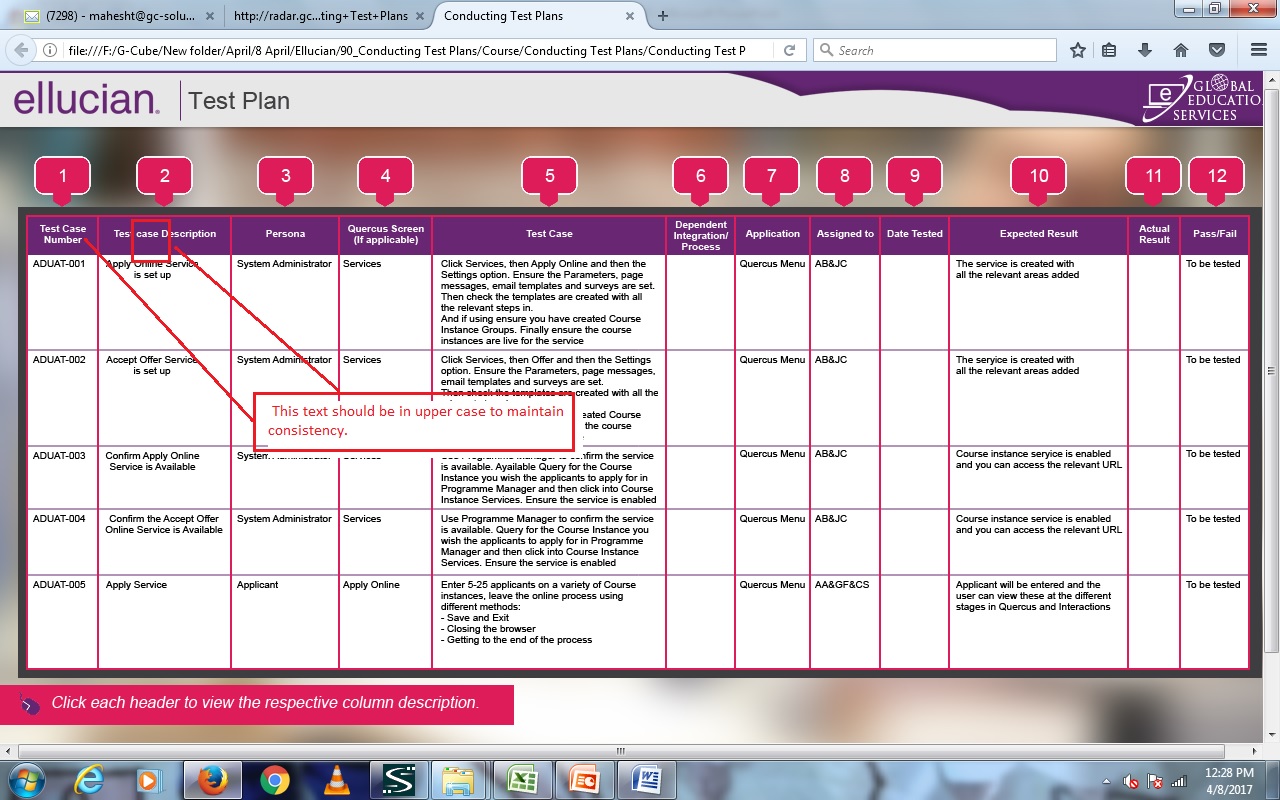 (7298) - mahesht@gc-solu...
http://radar.gc...ting+Test+Plans
Conducting Test Plans
file:///F:/G-Cube/New folder/April/8 April/Ellucian/90_Conducting Test Plans/Course/Conducting Test Plans/Conducting Test P
Search
ellucian.
Test Plan
GLOBAL
EDUCATIO
SERVICES
1
2
3
4
5
6
7
8
9
10
11
12
Test Case
Number
Test case Description
Persona
Quercus Screen
(If applicable)
Test Case
Dependent
Integration/
Process
Application
Assigned to
Date Tested
Expected Result
Actual
Result
Pass/Fail
ADUAT-001
Apply Online Service
is set up
System Administrator
Services
Click Services, then Apply Online and then the
Settings option. Ensure the Parameters, page
messages, email templates and surveys are set.
Then check the templates are created with all
the relevant steps in.
And if using ensure you have created Course
Instance Groups. Finally ensure the course
instances are live for the service
Quercus Menu
AB&JC
The service is created with
all the relevant areas added
To be tested
ADUAT-002
Accept Offer Service
is set up
System Administrator
Services
Click Services, then Offer and then the Settings
option. Ensure the Parameters, page messages,
email templates and surveys are set.
Then check the templates are created with all the
eated Course
the course
Quercus Menu
AB&JC
The service is created with
all the relevant areas added
To be tested
This text should be in upper case to maintain
consistency.
ADUAT-003
Confirm Apply Online
Service is Available
System Administrator
Services
Use Programme Manager to confirm the service
is available. Ayailable Query for the Course
Instance you wish the applicants to apply for in
Programme Manager and then click into Course
Instance Services. Ensure the service is enabled
Quercus Menu
AB&JC
Course instance service is enabled
and you can access the relevant URL
To be tested
ADUAT-004
Confirm the Accept Offer
Online Service is Available
System Administrator
Services
Use Programme Manager to confirm the service
is available. Query for the Course Instance you
wish the applicants to apply for in Programme
Manager and then click into Course Instance
Services. Ensure the service is enabled
Quercus Menu
AB&JC
Course instance service is enabled
and you can access the relevant URL
To be tested
ADUAT-005
Apply Service
Applicant
Apply Online
Enter 5-25 applicants on a variety of Course
instances, leave the online process using
different methods:
- Save and Exit
- Closing the browser
- Getting to the end of the process
Quercus Menu
AA&GF&CS
Applicant will be entered and the
user can view these at the different
stages in Quercus and Interactions
To be tested
Click each header to view the respective column description.
12:28 PM
4/8/2017